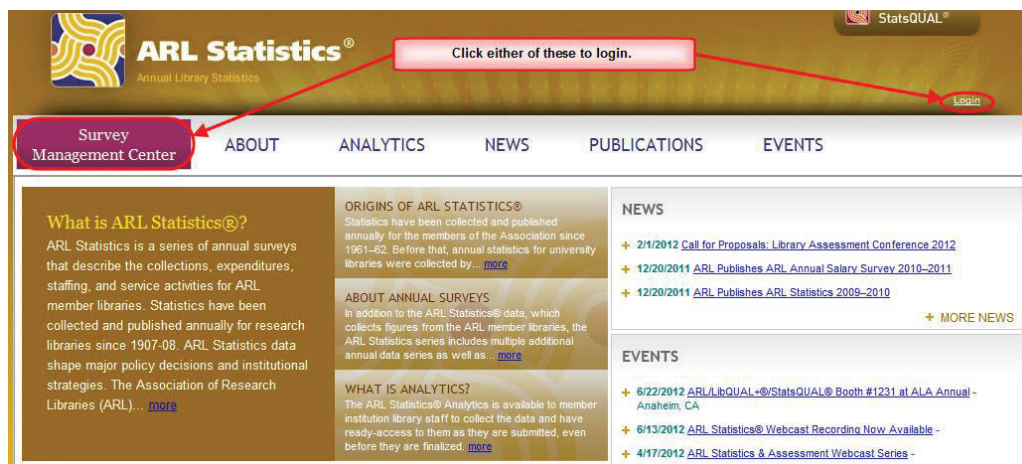 StatsQUAL®
ARL Statistics®
Annual Library Statistics
Click either of these to login.
Login
Survey
Management Center
ABOUT
ANALYTICS
NEWS
PUBLICATIONS
EVENTS
What is ARL Statistics®?
ARL Statistics is a series of annual surveys
that describe the collections, expenditures,
staffing, and service activities for ARL
member libraries. Statistics have been
collected and published annually for research
libraries since 1907-08. ARL Statistics data
shape major policy decisions and institutional
strategies. The Association of Research
Libraries (ARL)... more
ORIGINS OF ARL STATISTICS®
Statistics have been collected and published
annually for the members of the Association since
1961–62. Before that, annual statistics for university
libraries were collected by... more
ABOUT ANNUAL SURVEYS
In addition to the ARL Statistics® data, which
collects figures from the ARL member libraries, the
ARL Statistics series includes multiple additional
annual data series as well as... more
WHAT IS ANALYTICS?
The ARL Statistics® Analytics is available to member
institution library staff to collect the data and have
ready-access to them as they are submitted, even
before they are finalized. more
NEWS
+ 2/1/2012 Call for Proposals: Library Assessment Conference 2012
+ 12/20/2011 ARL Publishes ARL Annual Salary Survey 2010–2011
+ 12/20/2011 ARL Publishes ARL Statistics 2009–2010
+ MORE NEWS
EVENTS
+ 6/22/2012 ARL/LibQUAL+®/StatsQUAL® Booth #1231 at ALA Annual -
Anaheim, CA
+ 6/13/2012 ARL Statistics® Webcast Recording Now Available -
+ 4/17/2012 ARL Statistics & Assessment Webcast Series -